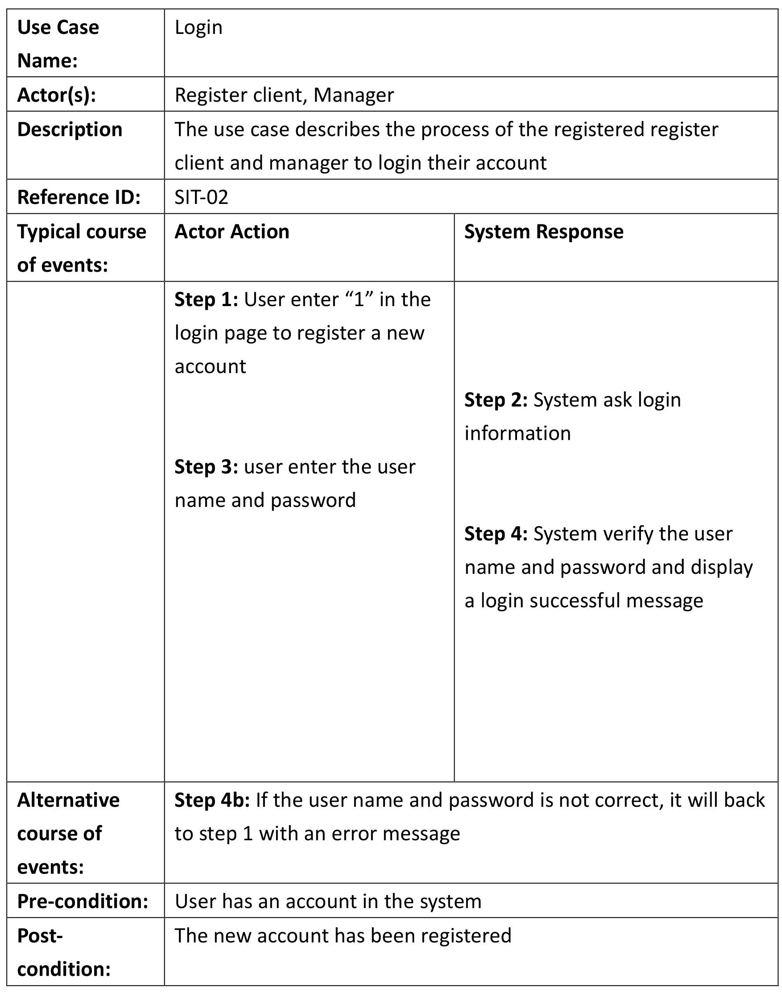 Use Case
Name:
Login
Actor(s):
Register client, Manager
Description
The use case describes the process of the registered register
client and manager to login their account
Reference ID:
SIT-02
Typical course
of events:
Actor Action
System Response
Step 1: User enter “1” in the
login page to register a new
account
Step 2: System ask login
information
Step 3: user enter the user
name and password
Step 4: System verify the user
name and password and display
a login successful message
Alternative
course of
events:
Step 4b: If the user name and password is not correct, it will back
to step 1 with an error message
Pre-condition:
User has an account in the system
Post-
condition:
The new account has been registered